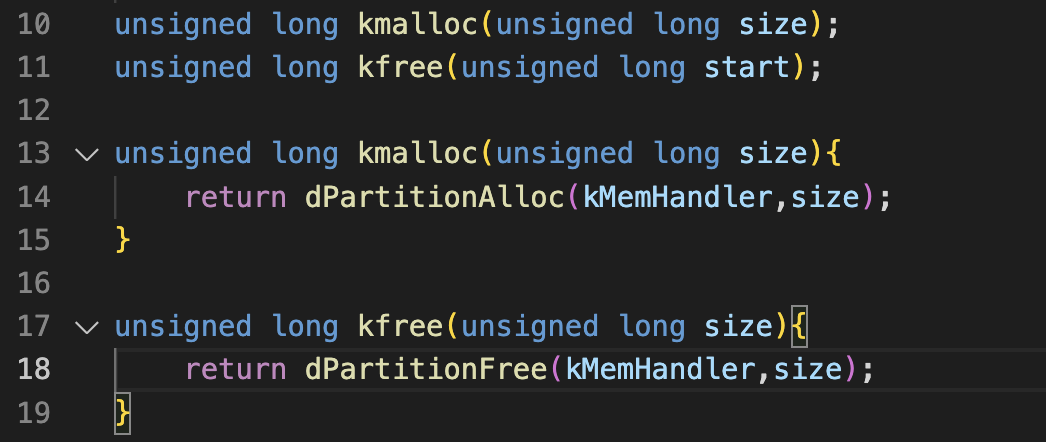 10 unsigned long kmalloc(unsigned long size);
11 unsigned long kfree(unsigned long start);
12
13 unsigned long kmalloc(unsigned long size){
14     return dPartitionAlloc(kMemHandler,size);
15 }
16
17 unsigned long kfree(unsigned long size){
18     return dPartitionFree(kMemHandler,size);
19 }